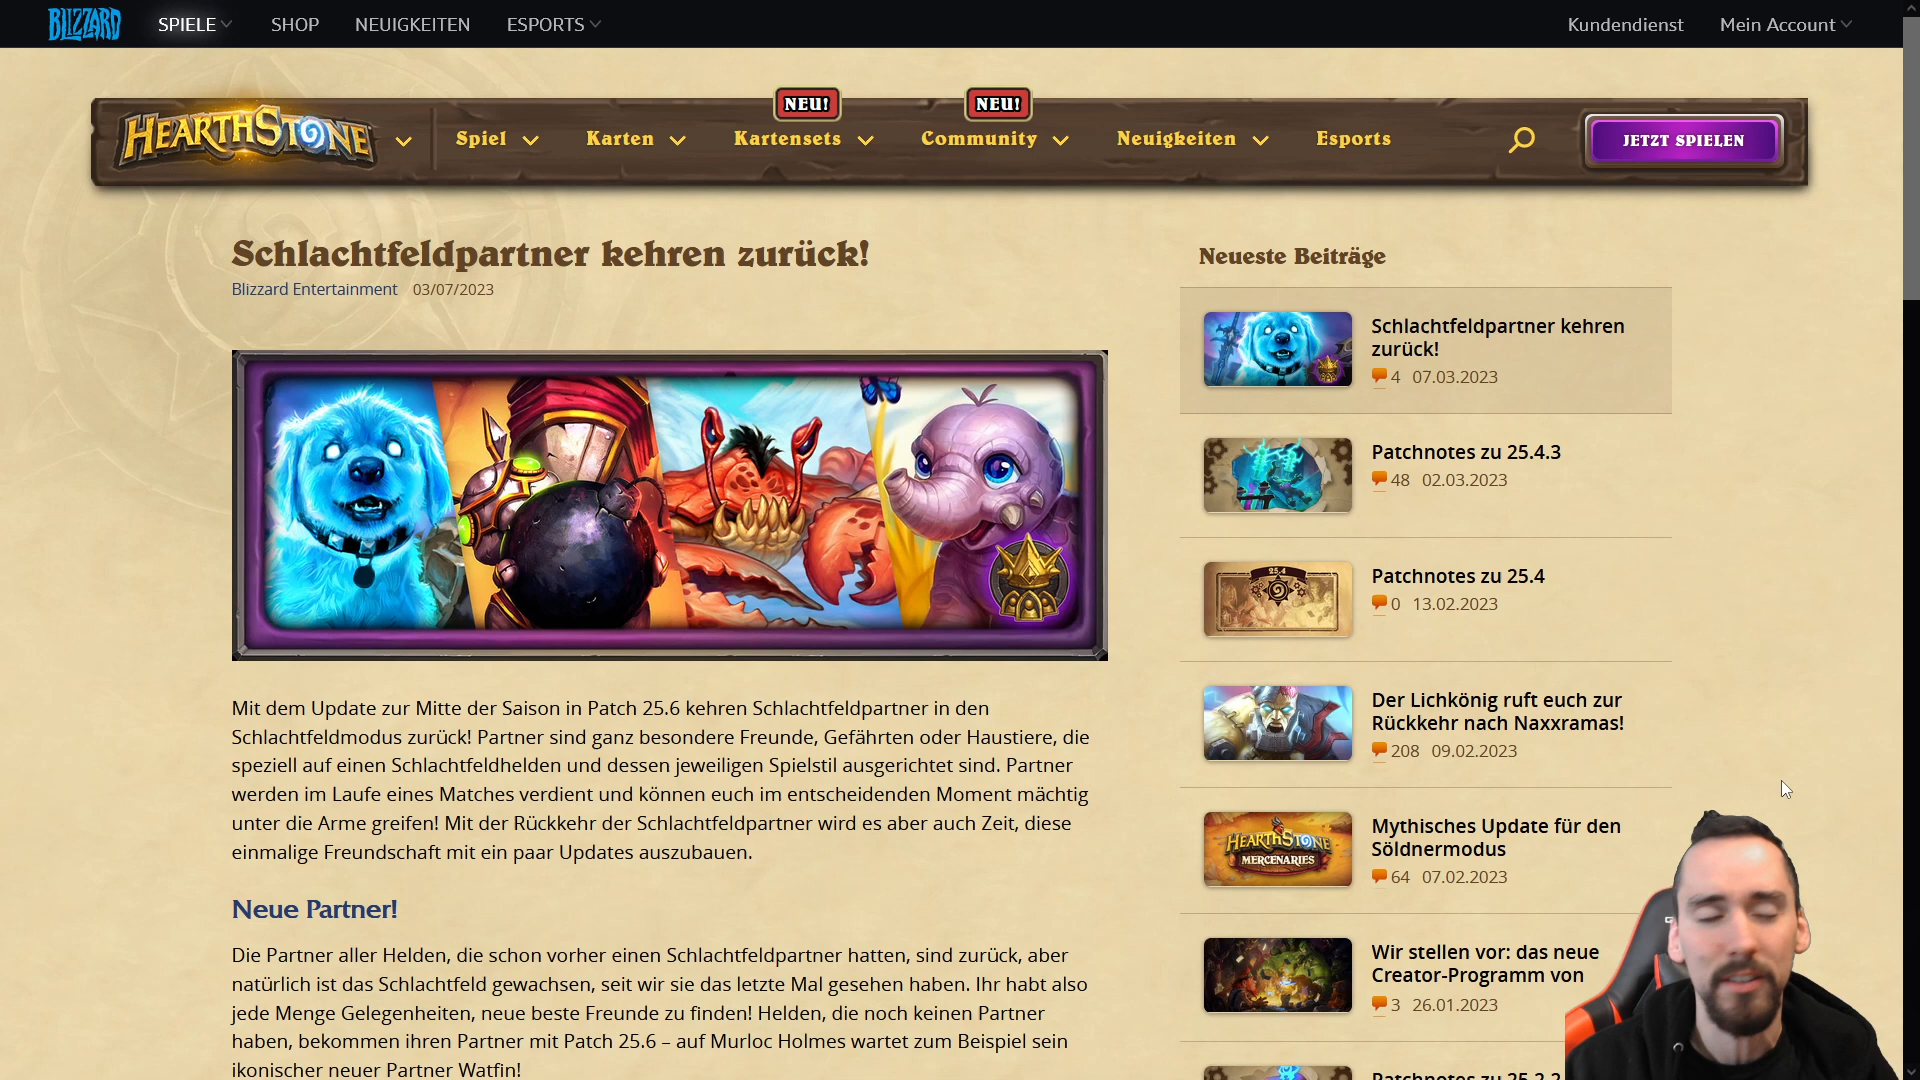 BLIZZARD
SPIELE
SHOP
NEUIGKEITEN
ESPORTS
Kundendienst
Mein Account
HEARTHSTONE
Spiel
Karten
NEU!
Kartensets
NEU!
Community
Neuigkeiten
Esports
JETZT SPIELEN
Schlachtfeldpartner kehren zurück!
Blizzard Entertainment 03/07/2023
Mit dem Update zur Mitte der Saison in Patch 25.6 kehren Schlachtfeldpartner in den
Schlachtfeldmodus zurück! Partner sind ganz besondere Freunde, Gefährten oder Haustiere, die
speziell auf einen Schlachtfeldhelden und dessen jeweiligen Spielstil ausgerichtet sind. Partner
werden im Laufe eines Matches verdient und können euch im entscheidenden Moment mächtig
unter die Arme greifen! Mit der Rückkehr der Schlachtfeldpartner wird es aber auch Zeit, diese
einmalige Freundschaft mit ein paar Updates auszubauen.
Neue Partner!
Die Partner aller Helden, die schon vorher einen Schlachtfeldpartner hatten, sind zurück, aber
natürlich ist das Schlachtfeld gewachsen, seit wir sie das letzte Mal gesehen haben. Ihr habt also
jede Menge Gelegenheiten, neue beste Freunde zu finden! Helden, die noch keinen Partner
haben, bekommen ihren Partner mit Patch 25.6 – auf Murloc Holmes wartet zum Beispiel sein
ikonischer neuer Partner Watfin!
Neueste Beiträge
Schlachtfeldpartner kehren
zurück!
4 07.03.2023
Patchnotes zu 25.4.3
48 02.03.2023
25.4
Patchnotes zu 25.4
0 13.02.2023
Der Lichkönig ruft euch zur
Rückkehr nach Naxxramas!
208 09.02.2023
HEARTHSTONE
MERCENARIES
Mythisches Update für den
Söldnermodus
64 07.02.2023
Wir stellen vor: das neue
Creator-Programm von
3 26.01.2023
Patchnotes zu 25.2.2